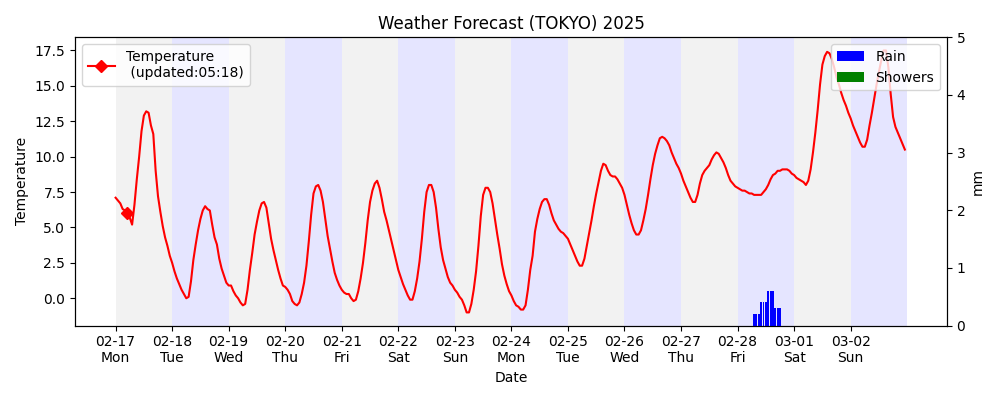 Weather Forecast (TOKYO) 2025
Temperature
(updated:05:18)
Rain
Showers
Temperature
17.5
15.0
12.5
10.0
7.5
5.0
2.5
0.0
5
4
3
2
1
0
mm
02-17 02-18 02-19 02-20 02-21 02-22 02-23 02-24 02-25 02-26 02-27 02-28 03-01 03-02
Mon Tue Wed Thu Fri Sat Sun Mon Tue Wed Thu Fri Sat Sun
Date